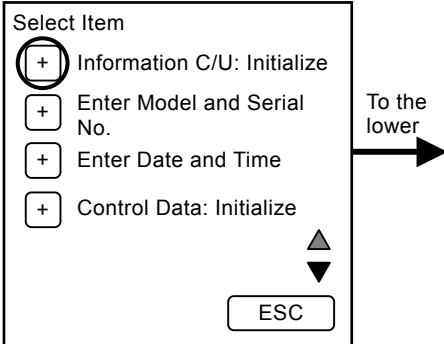 Select Item
+ Information C/U: Initialize
+ Enter Model and Serial
No.
+ Enter Date and Time
+ Control Data: Initialize
ESC
To the
lower